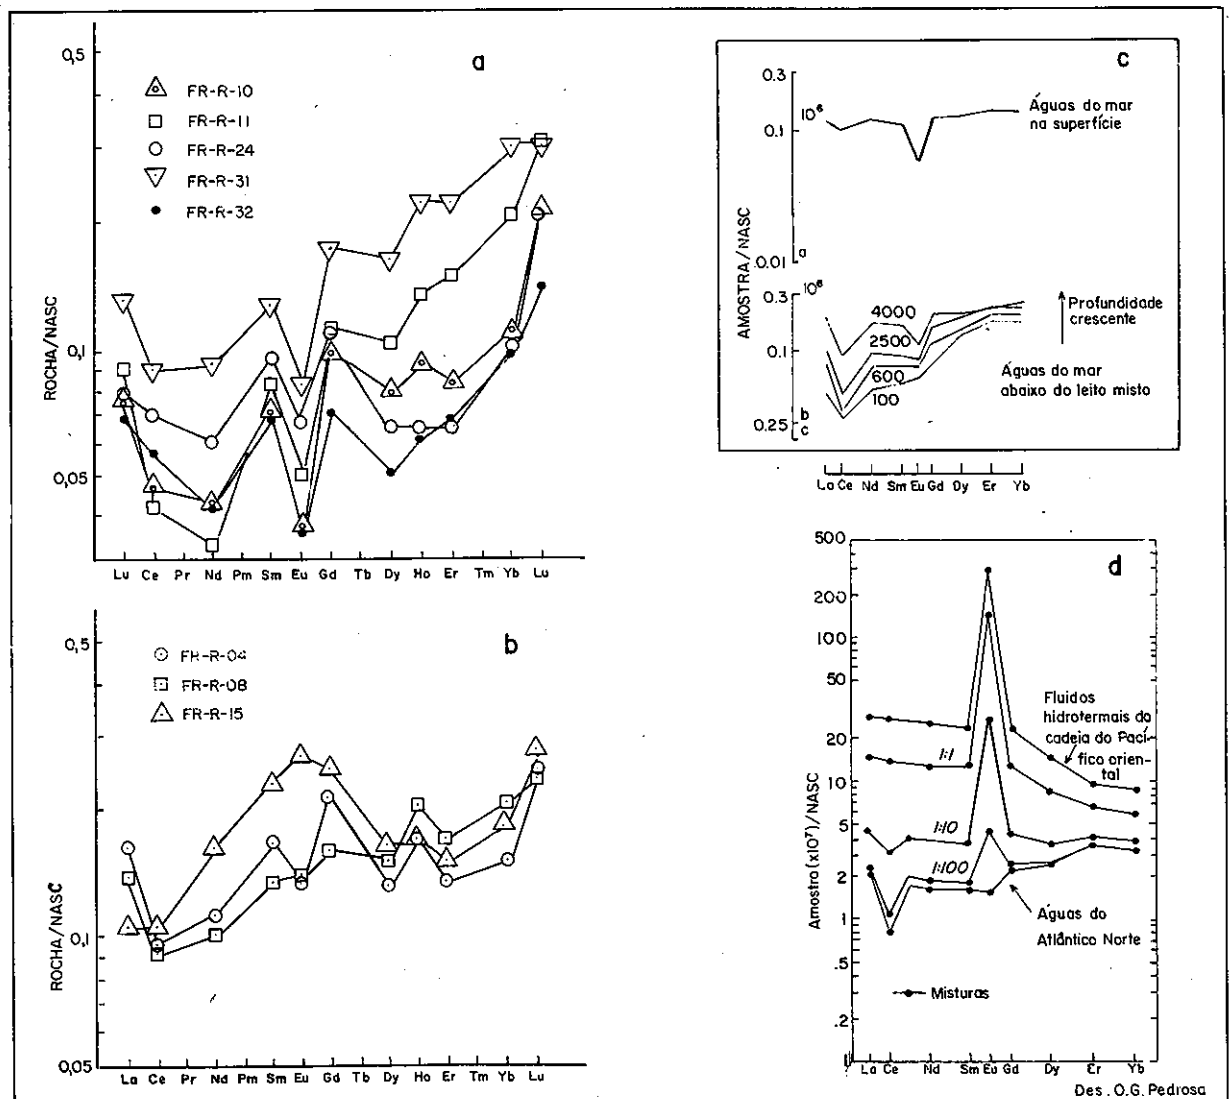 a
0,5
0,1
0,05
ROCHA/NASC
FR-R-10
FR-R-11
FR-R-24
FR-R-31
FR-R-32
Lu Ce Pr Nd Pm Sm Eu Gd Tb Dy Ho Er Tm Yb Lu
b
0,5
0,1
0,05
ROCHA/NASC
FR-R-04
FR-R-08
FR-R-15
La Ce Pr Nd Pm Sm Eu Gd Tb Dy Ho Er Tm Yb Lu
c
0.3
10⁶
0.1
a
0.01
10⁶
0.3
0.1
b
0.25
c
AMOSTRA/NASC
Águas do mar
na superfície
4000
2500
600
100
Profundidade
crescente
Águas do mar
abaixo do leito misto
La Ce Nd Sm Eu Gd Dy Er Yb
d
500
200
100
50
20
10
5
2
1
.5
.2
Amostra (x10⁷)/NASC
Fluidos
hidrotermais do
cadeia do Pací-
fico orien-
tal
1:1
1:10
1:100
Águas do
Atlântico Norte
Misturas
La Ce Nd Sm Eu Gd Dy Er Yb
Des. O.G. Pedrosa